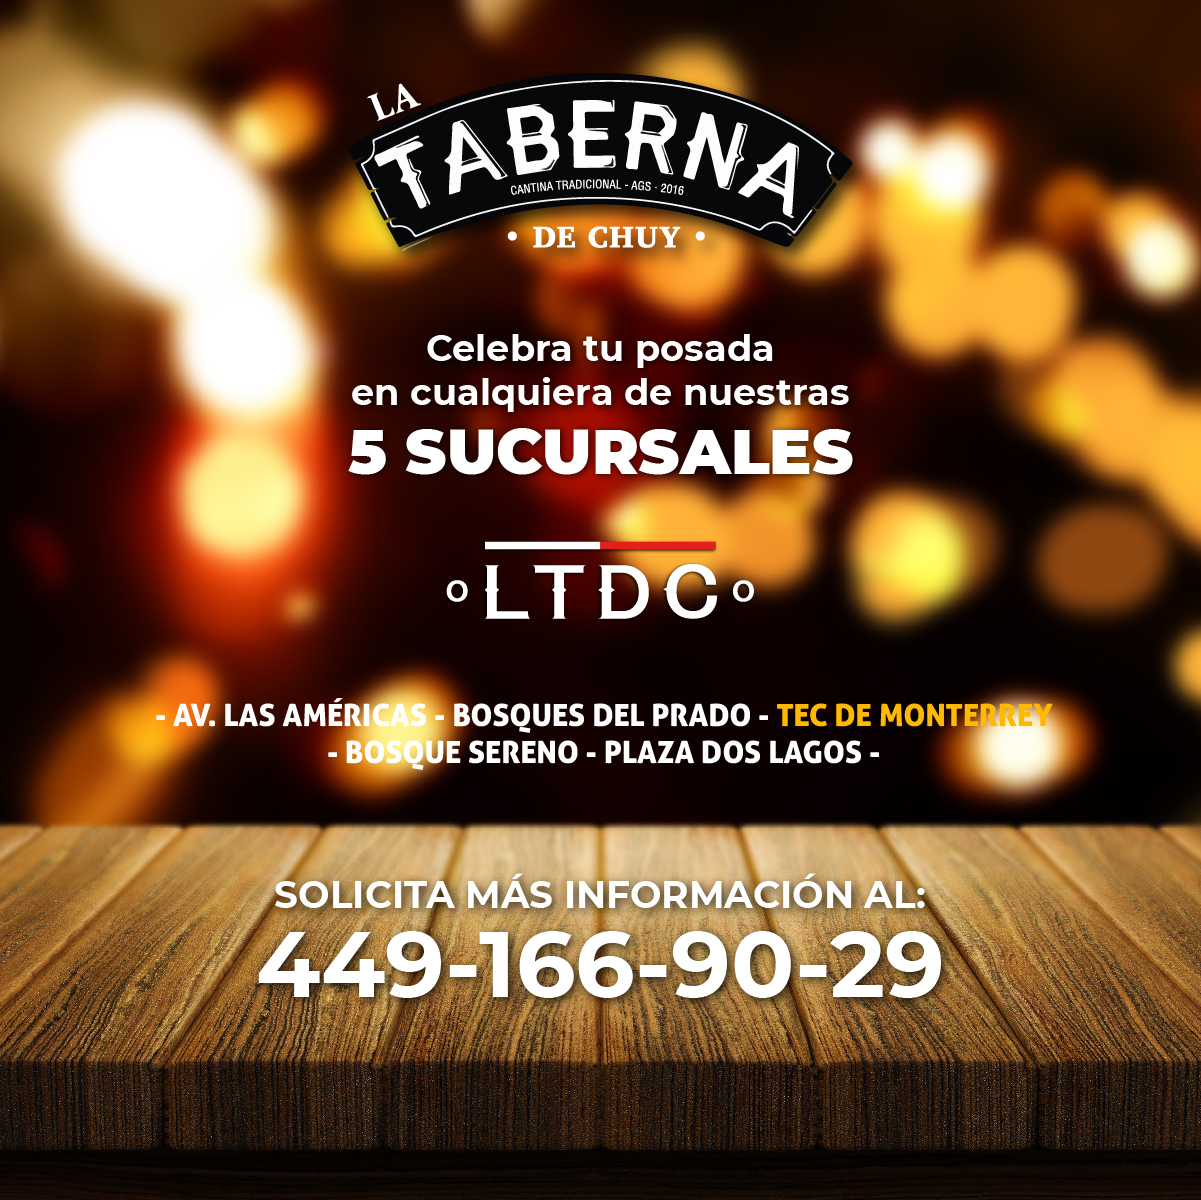 LA
TABERNA
CANTINA TRADICIONAL - AGS · 2016
• DE CHUY •
Celebra tu posada
en cualquiera de nuestras
5 SUCURSALES
o LTDC o
- AV. LAS AMÉRICAS - BOSQUES DEL PRADO - TEC DE MONTERREY
- BOSQUE SERENO - PLAZA DOS LAGOS -
SOLICITA MÁS INFORMACIÓN AL:
449-166-90-29